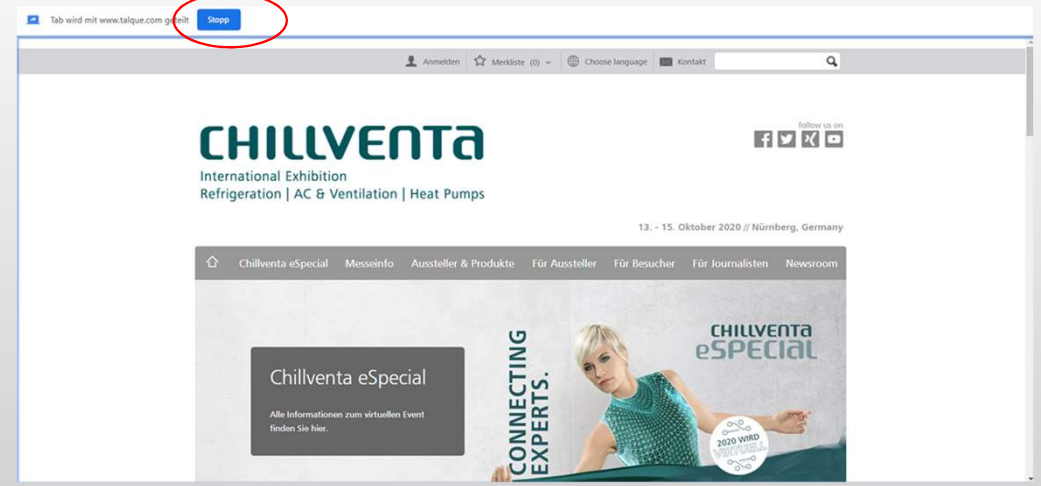 Tab wird mit www.talque.com geteilt Stopp
Anmelden Merkliste (0) Choose language Kontakt
follow us on
CHILLVENTA
International Exhibition
Refrigeration | AC & Ventilation | Heat Pumps
13. - 15. Oktober 2020 // Nürnberg, Germany
Chillventa eSpecial Messeinfo Aussteller & Produkte Für Aussteller Für Besucher Für Journalisten Newsroom
Chillventa eSpecial
Alle Informationen zum virtuellen Event
finden Sie hier.
CONNECTING
EXPERTS.
CHILLVENTA
eSPECIAL
2020 WIRD
VIRTUELL